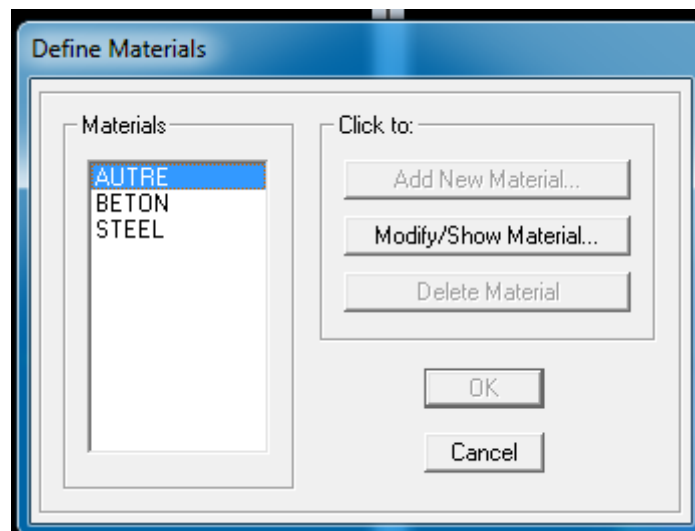 Define Materials
Materials
AUTRE
BETON
STEEL
Click to:
Add New Material...
Modify/Show Material...
Delete Material
OK
Cancel